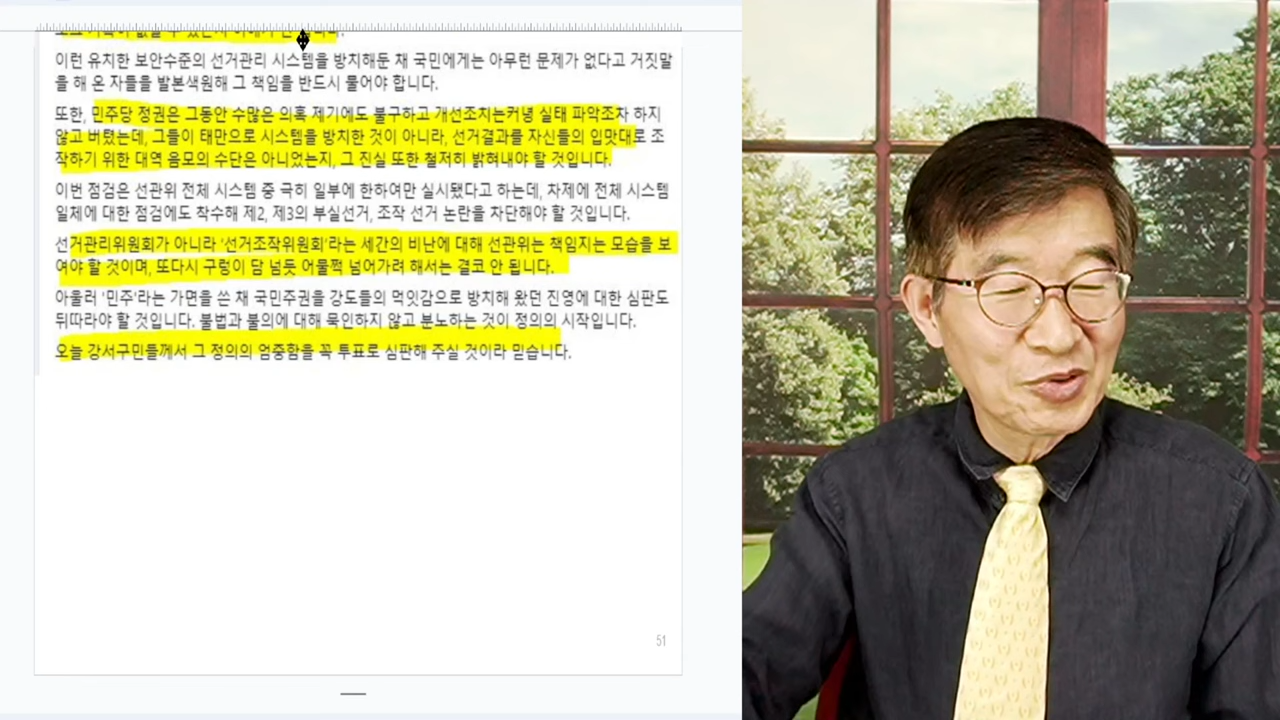 이런 유치한 보안수준의 선거관리 시스템을 방치해둔 채 국민에게는 아무런 문제가 없다고 거짓말
을 해 온 자들을 발본색원해 그 책임을 반드시 물어야 합니다.
또한, 민주당 정권은 그동안 수많은 의혹 제기에도 불구하고 개선조치는커녕 실태 파악조차 하지
않고 버텼는데, 그들이 태만으로 시스템을 방치한 것이 아니라, 선거결과를 자신들의 입맛대로 조
작하기 위한 대역 음모의 수단은 아니었는지, 그 진실 또한 철저히 밝혀내야 할 것입니다.
이번 점검은 선관위 전체 시스템 중 극히 일부에 한하여만 실시됐다고 하는데, 차제에 전체 시스템
일체에 대한 점검에도 착수해 제2, 제3의 부실선거, 조작 선거 논란을 차단해야 할 것입니다.
선거관리위원회가 아니라 '선거조작위원회'라는 세간의 비난에 대해 선관위는 책임지는 모습을 보
여야 할 것이며, 또다시 구렁이 담 넘듯 어물쩍 넘어가려 해서는 결코 안 됩니다.
아울러 '민주'라는 가면을 쓴 채 국민주권을 강도들의 먹잇감으로 방치해 왔던 진영에 대한 심판도
뒤따라야 할 것입니다. 불법과 불의에 대해 묵인하지 않고 분노하는 것이 정의의 시작입니다.
오늘 강서구민들께서 그 정의의 엄중함을 꼭 투표로 심판해 주실 것이라 믿습니다.
51